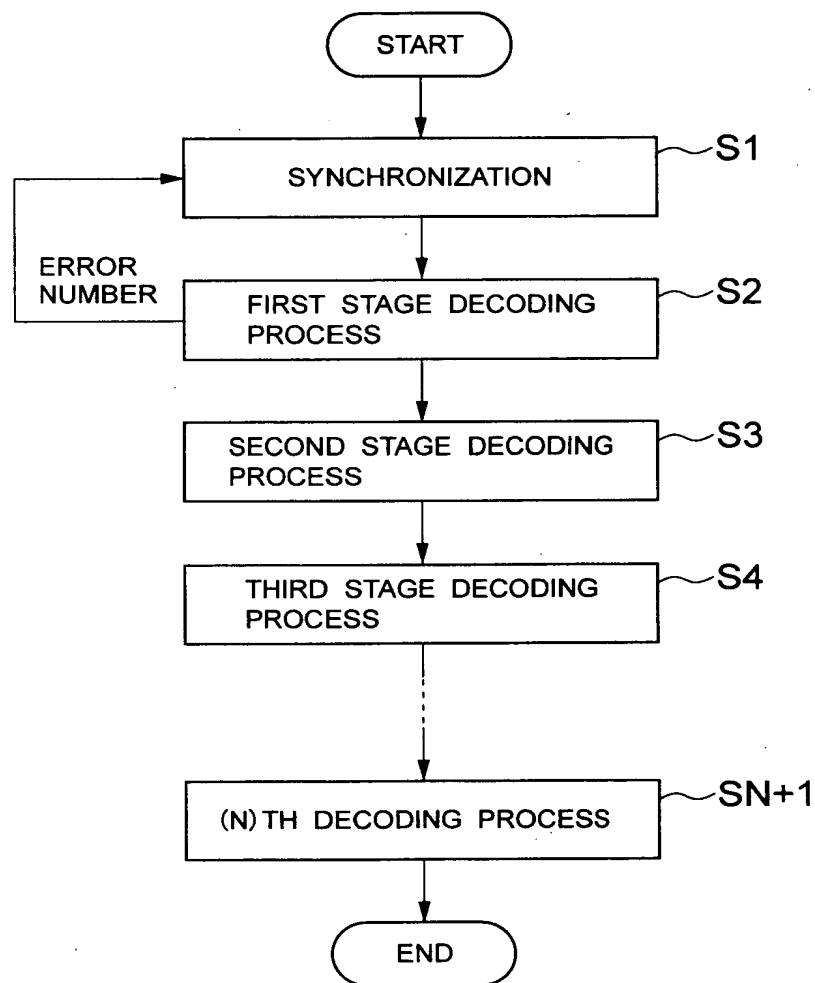 START
SYNCHRONIZATION
S1
ERROR
NUMBER
FIRST STAGE DECODING
PROCESS
S2
SECOND STAGE DECODING
PROCESS
S3
THIRD STAGE DECODING
PROCESS
S4
(N)TH DECODING PROCESS
SN+1
END